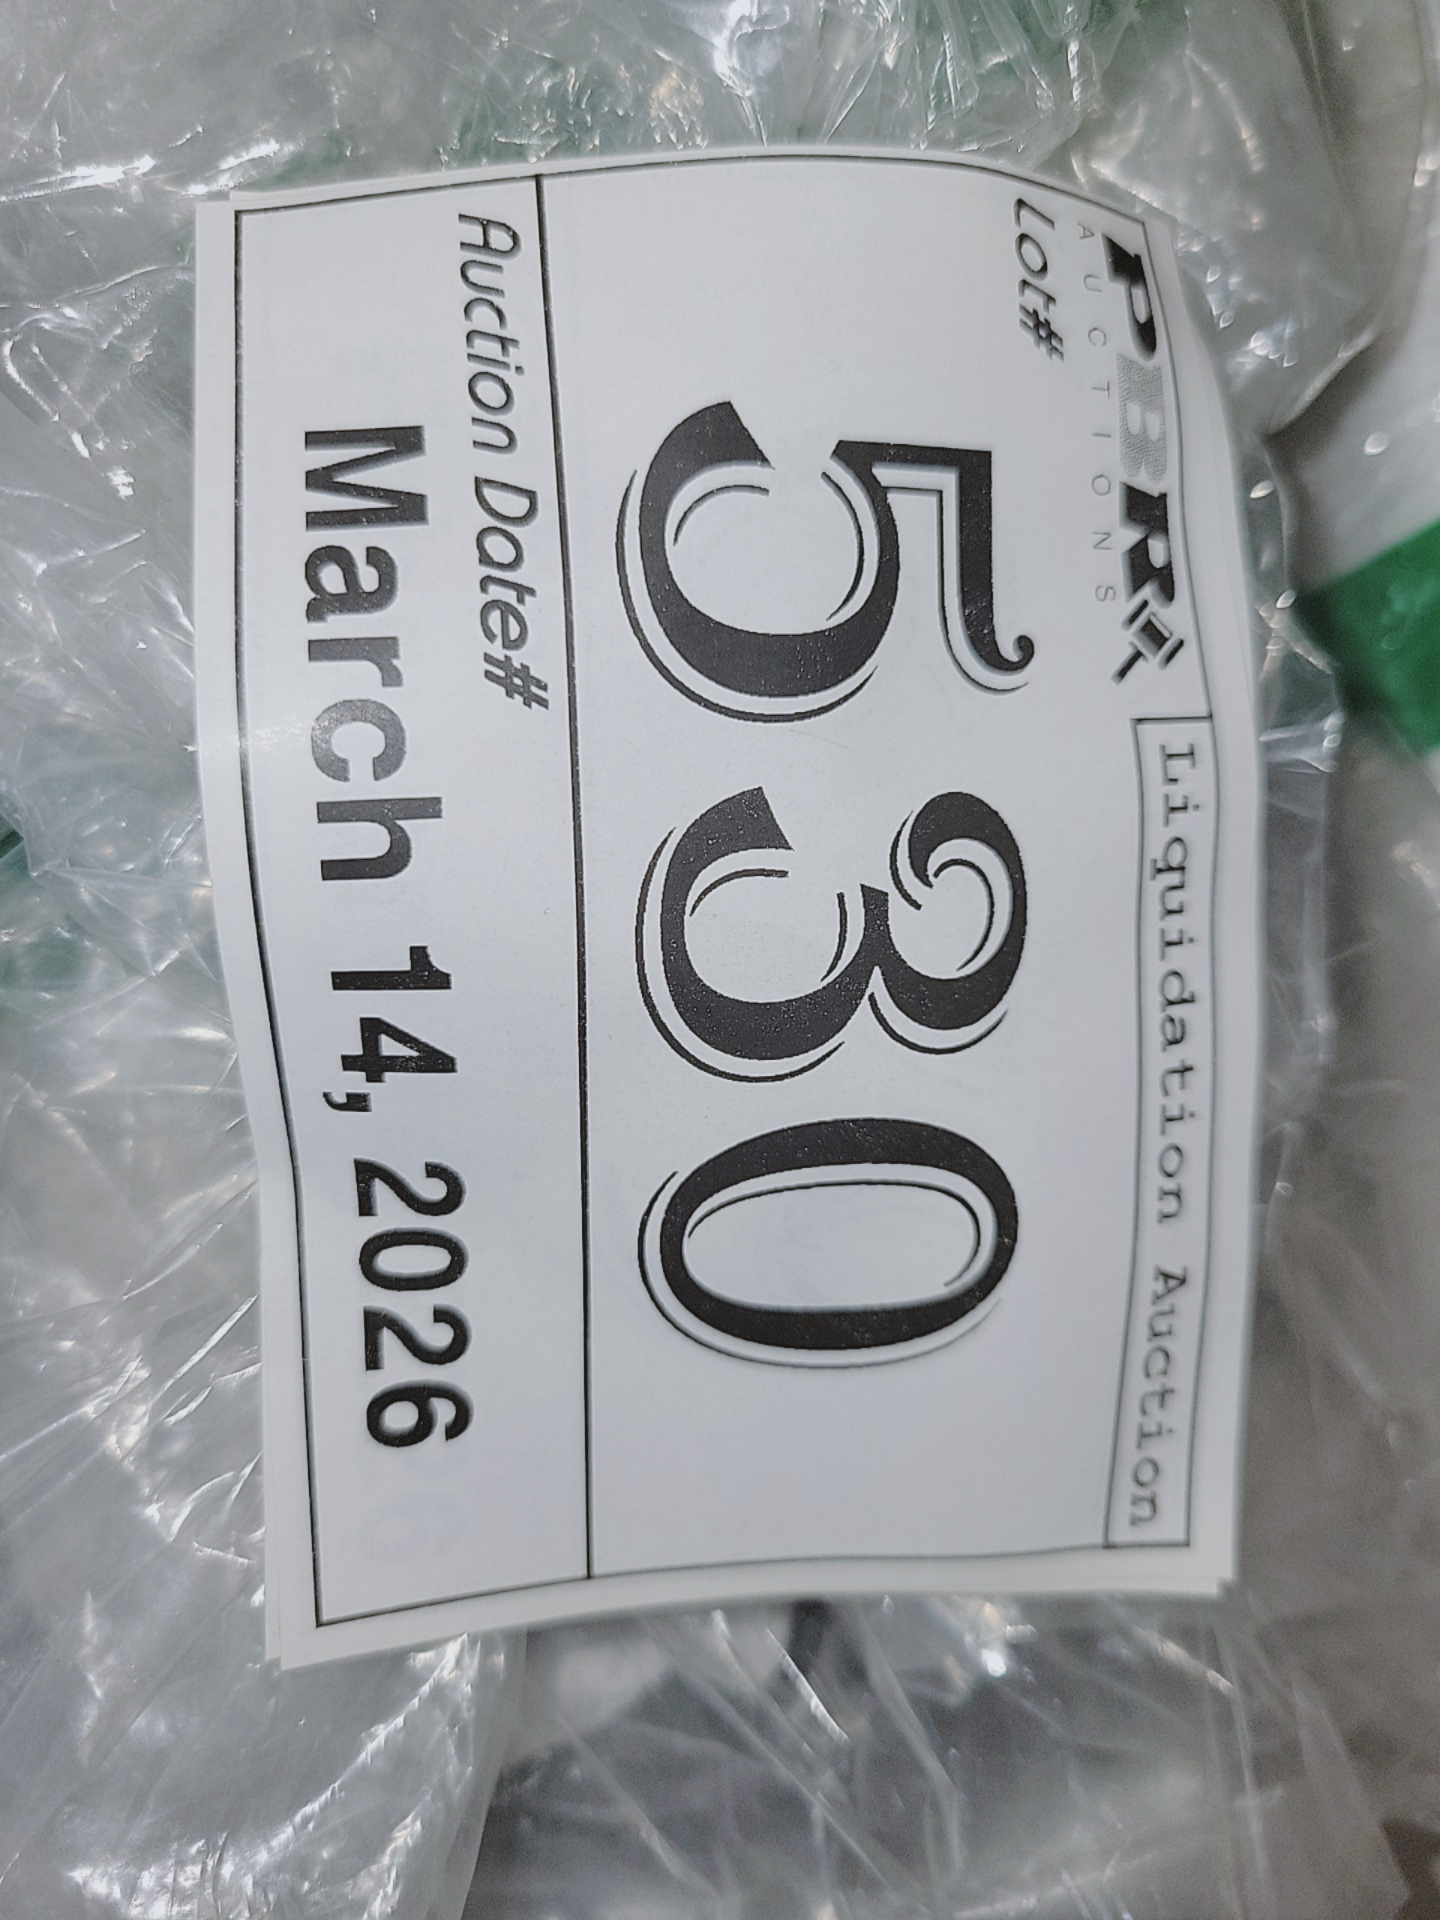 PBR
AUCTIONS
Liquidation Auction
Lot#
530
Auction Date#
March 14, 2026